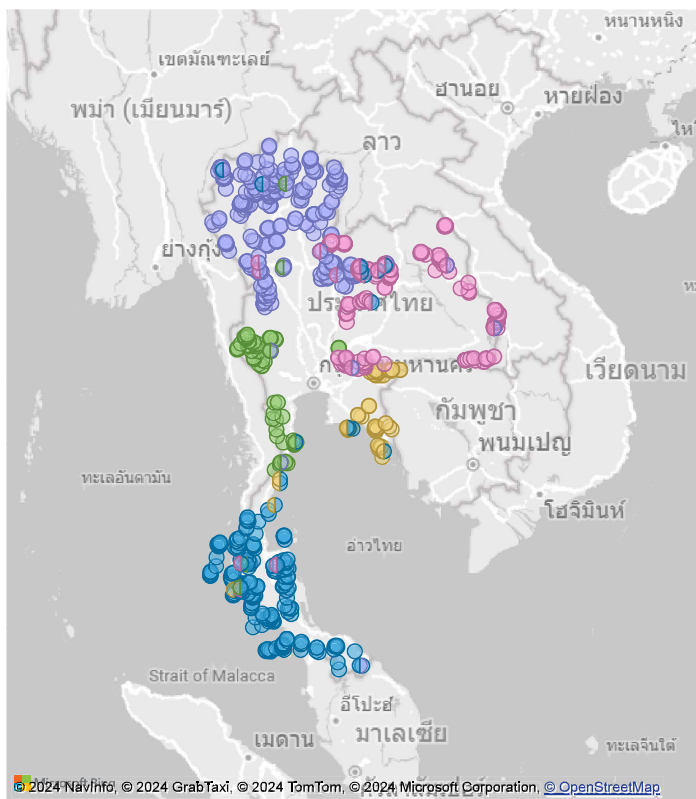 หนานหนิง
เขตมัณฑะเลย์
ฮานอย
หายฝอง
พม่า (เมียนมาร์)
ลาว
ย่างกุ้ง
ประเทศไทย
เวียดนาม
กัมพูชา
พนมเปญ
ทะเลอันดามัน
โฮจิมินห์
อ่าวไทย
Strait of Malacca
อีโปะฮ์
มาเลเซีย
เมดาน
ทะเลจีนใต้
Microsoft Bing
© 2024 NavInfo, © 2024 GrabTaxi, © 2024 TomTom, © 2024 Microsoft Corporation, © OpenStreetMap